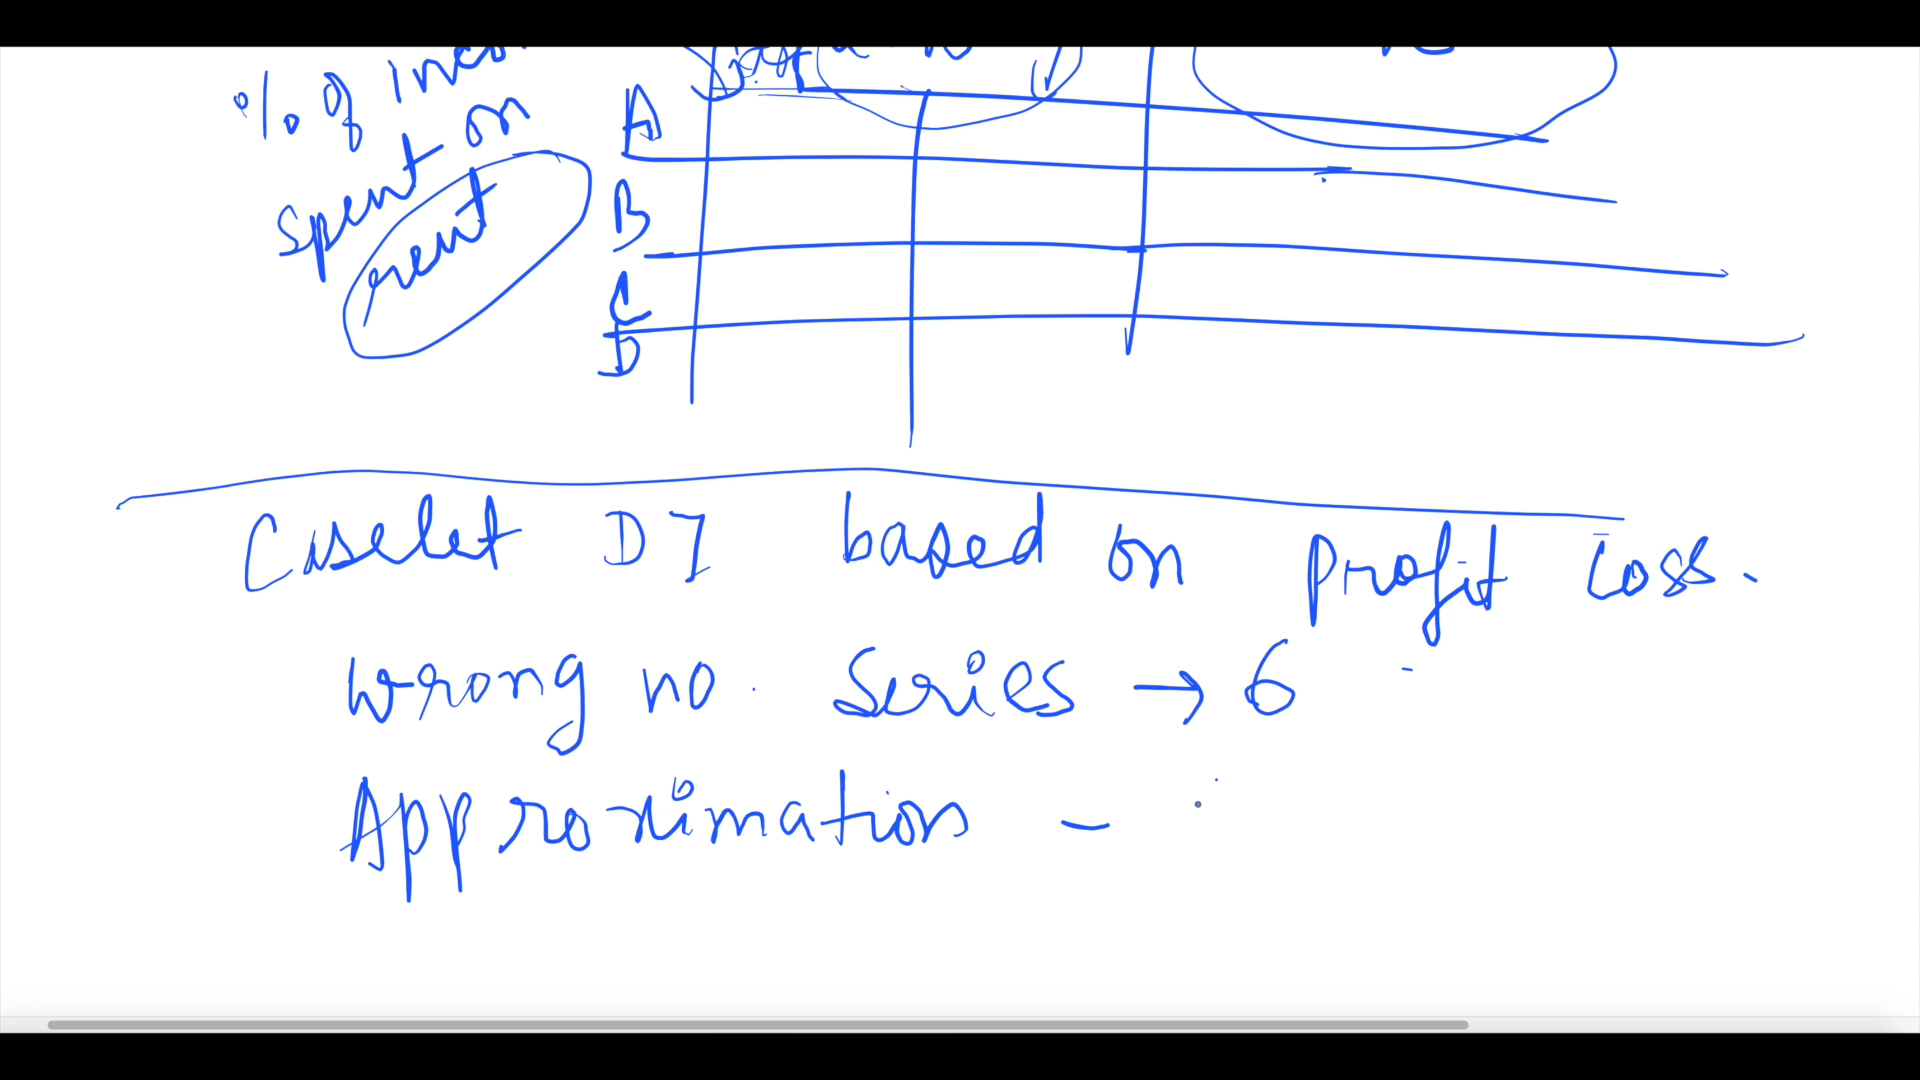 % of
spent on
rent
A
B
C
D
Caselet DI based on Profit Loss.
Wrong no. Series → 6
Approximation -